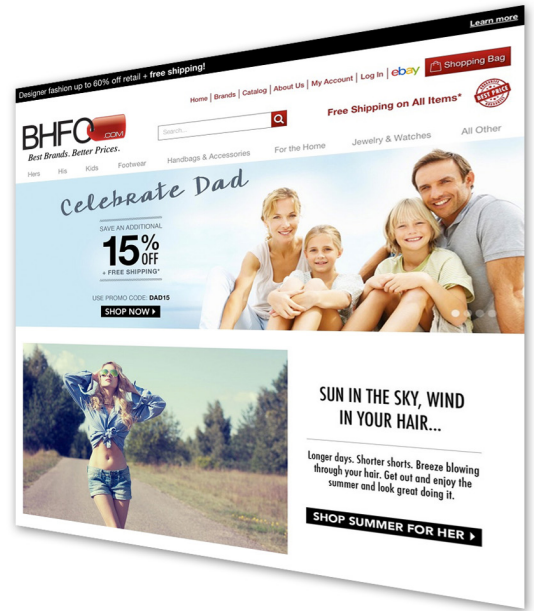 Learn more
Designer fashion up to 60% off retail + free shipping!
Home | Brands | Catalog | About Us | My Account | Log In | ebay Shopping Bag
BHFO.COM
Best Brands. Better Prices.
Search...
Free Shipping on All Items*
BEST PRICE
Hers His Kids Footwear Handbags & Accessories For the Home Jewelry & Watches All Other
Celebrate Dad
SAVE AN ADDITIONAL
15% OFF
+ FREE SHIPPING*
USE PROMO CODE: DAD15
SHOP NOW
SUN IN THE SKY, WIND
IN YOUR HAIR...
Longer days. Shorter shorts. Breeze blowing
through your hair. Get out and enjoy the
summer and look great doing it.
SHOP SUMMER FOR HER